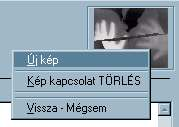 Új kép
Kép kapcsolat TÖRLÉS
Vissza - Mégsem